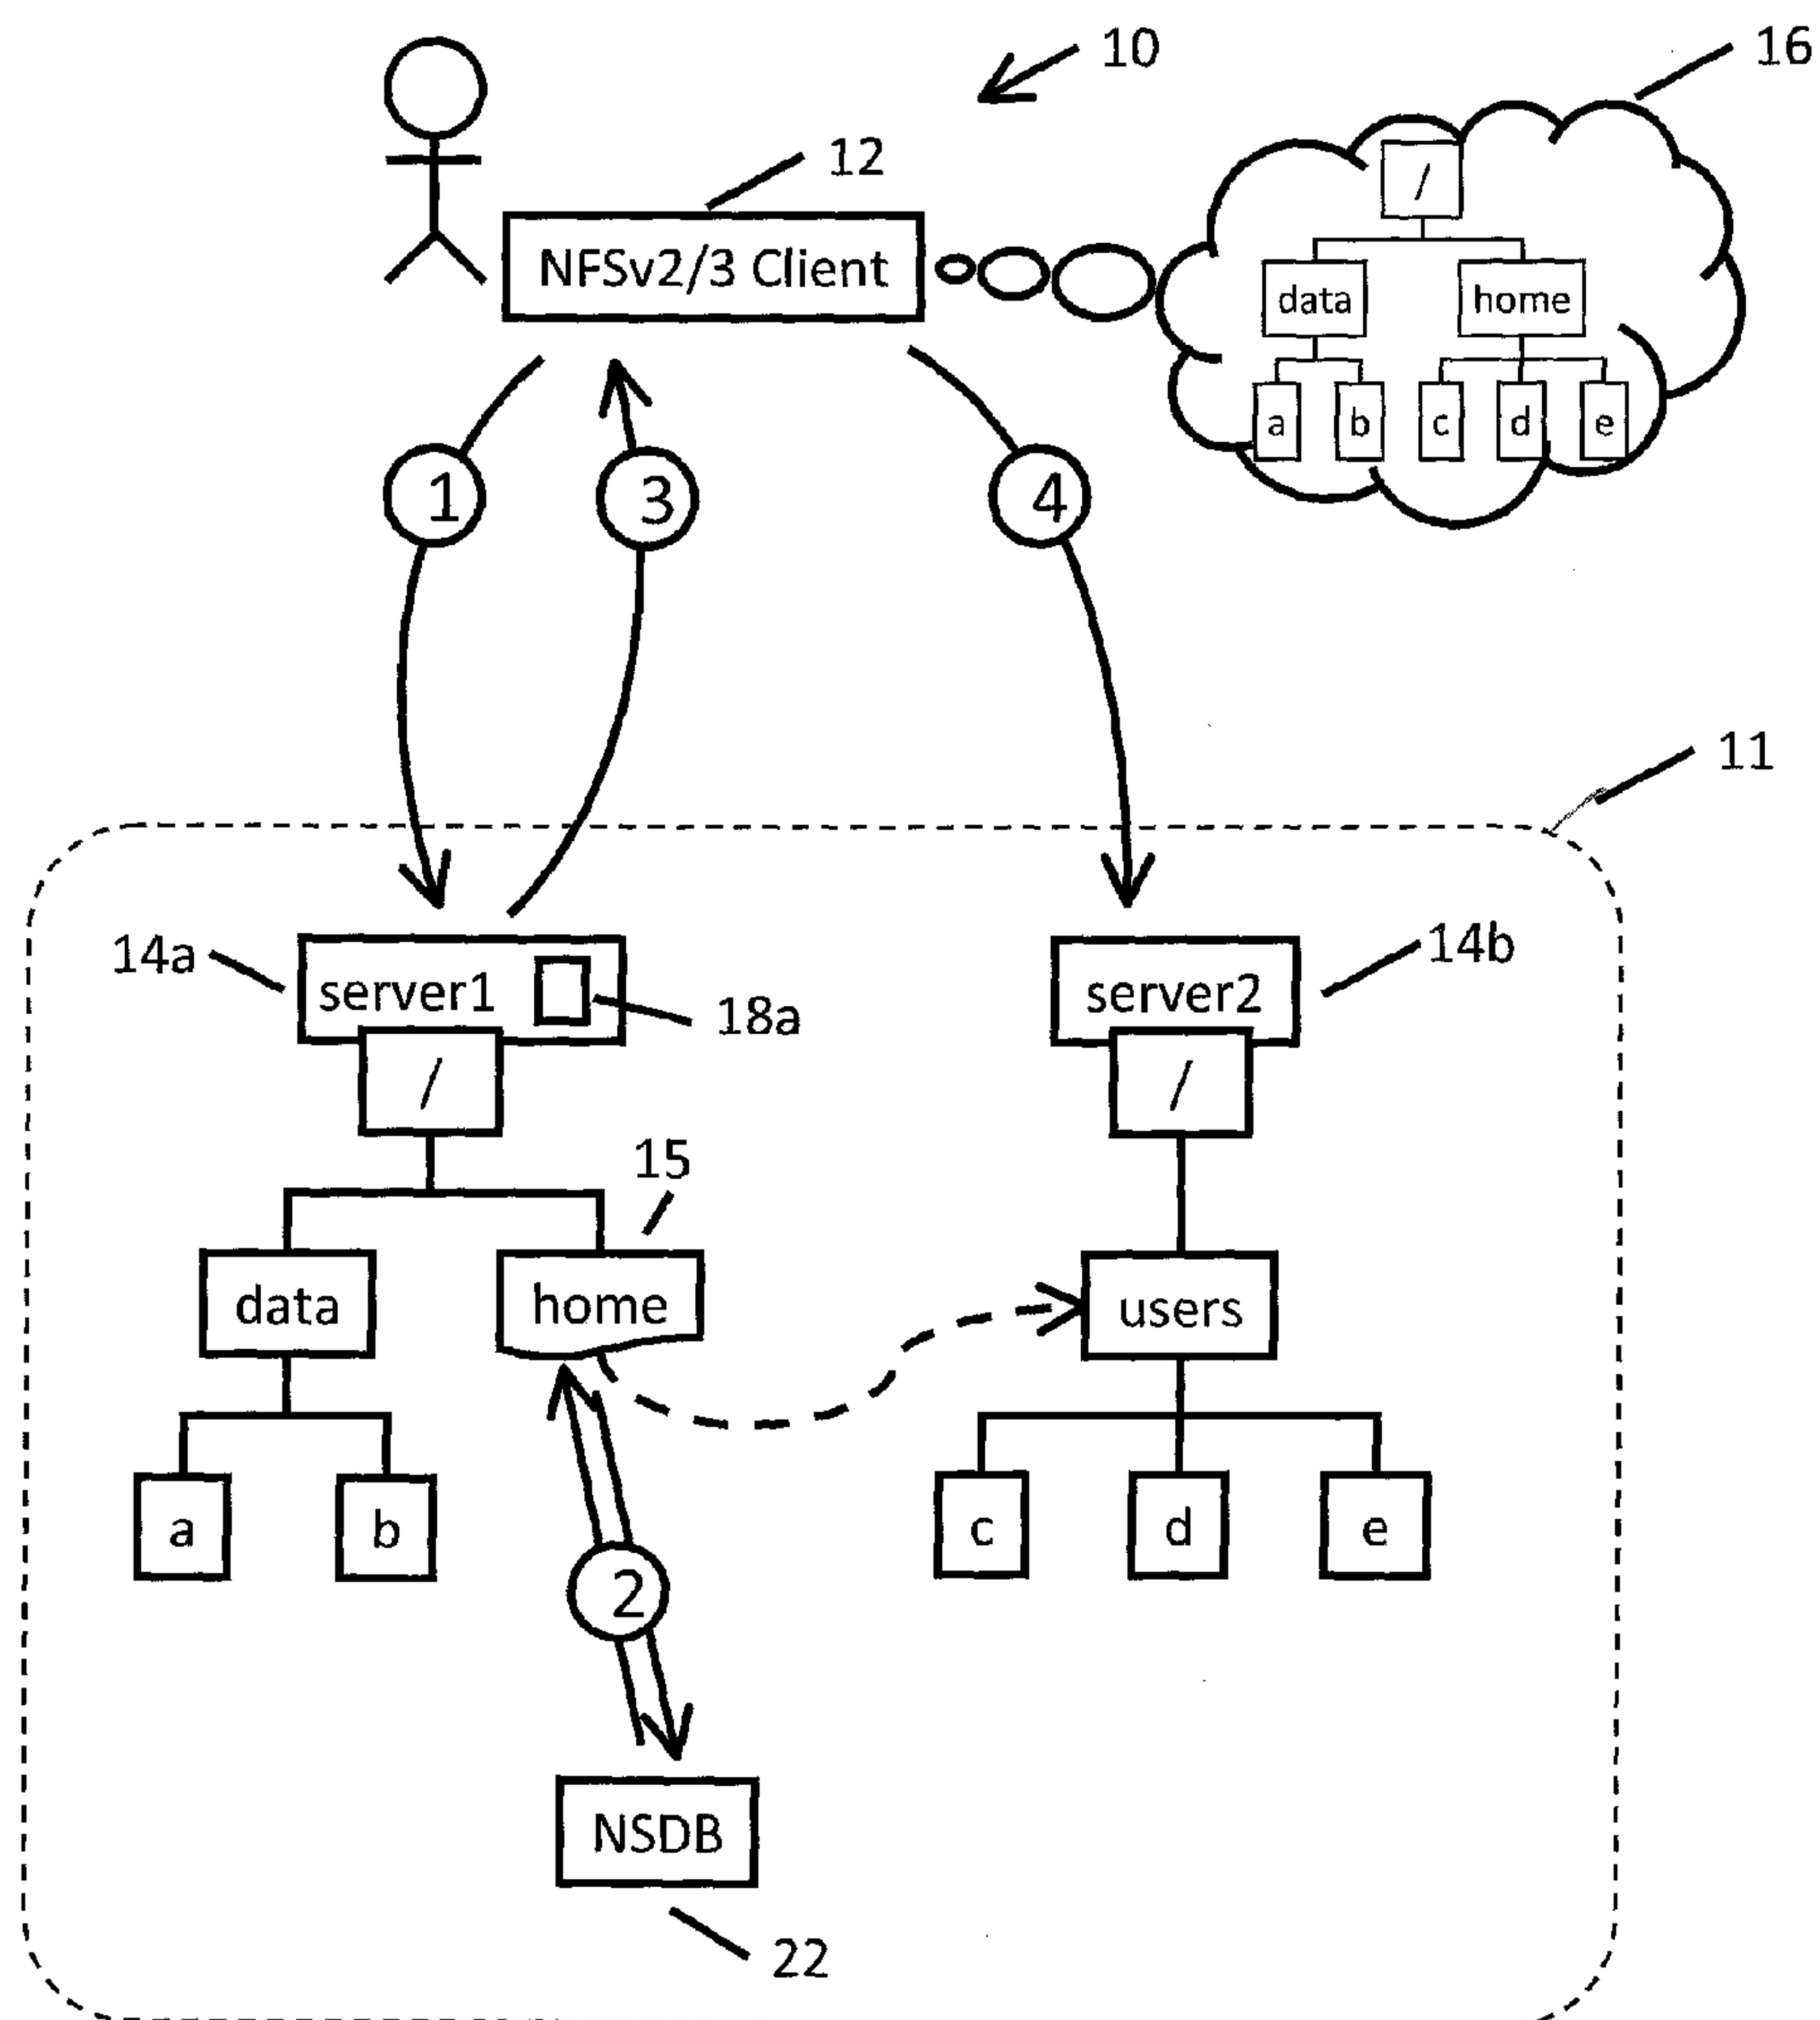 10
16
12
/
NFSv2/3 Client
data
home
a
b
c
d
e
1
3
4
11
14a
server1
18a
server2
14b
/
/
15
data
home
users
a
b
c
d
e
2
NSDB
22